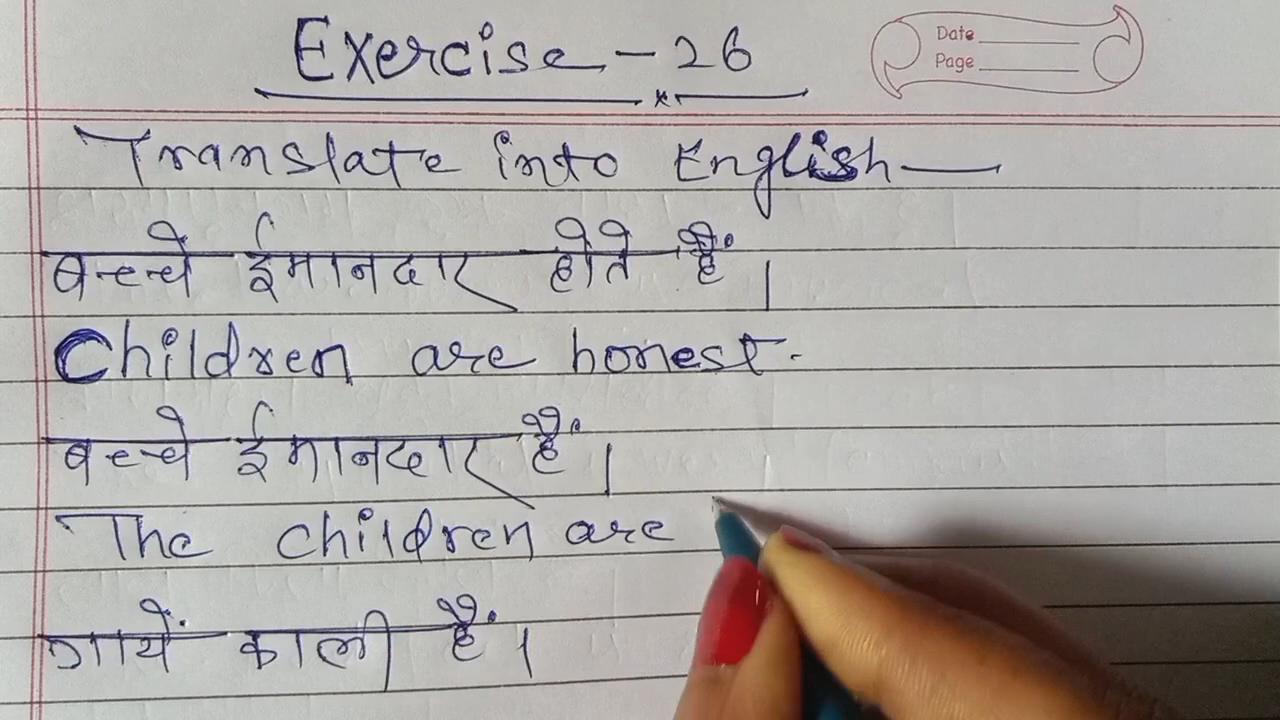 Exercise - 26
Date
Page
Translate into English —
बच्चे ईमानदार होते हैं।
Children are honest.
बच्चे ईमानदार हैं।
The children are
गायें काली हैं।